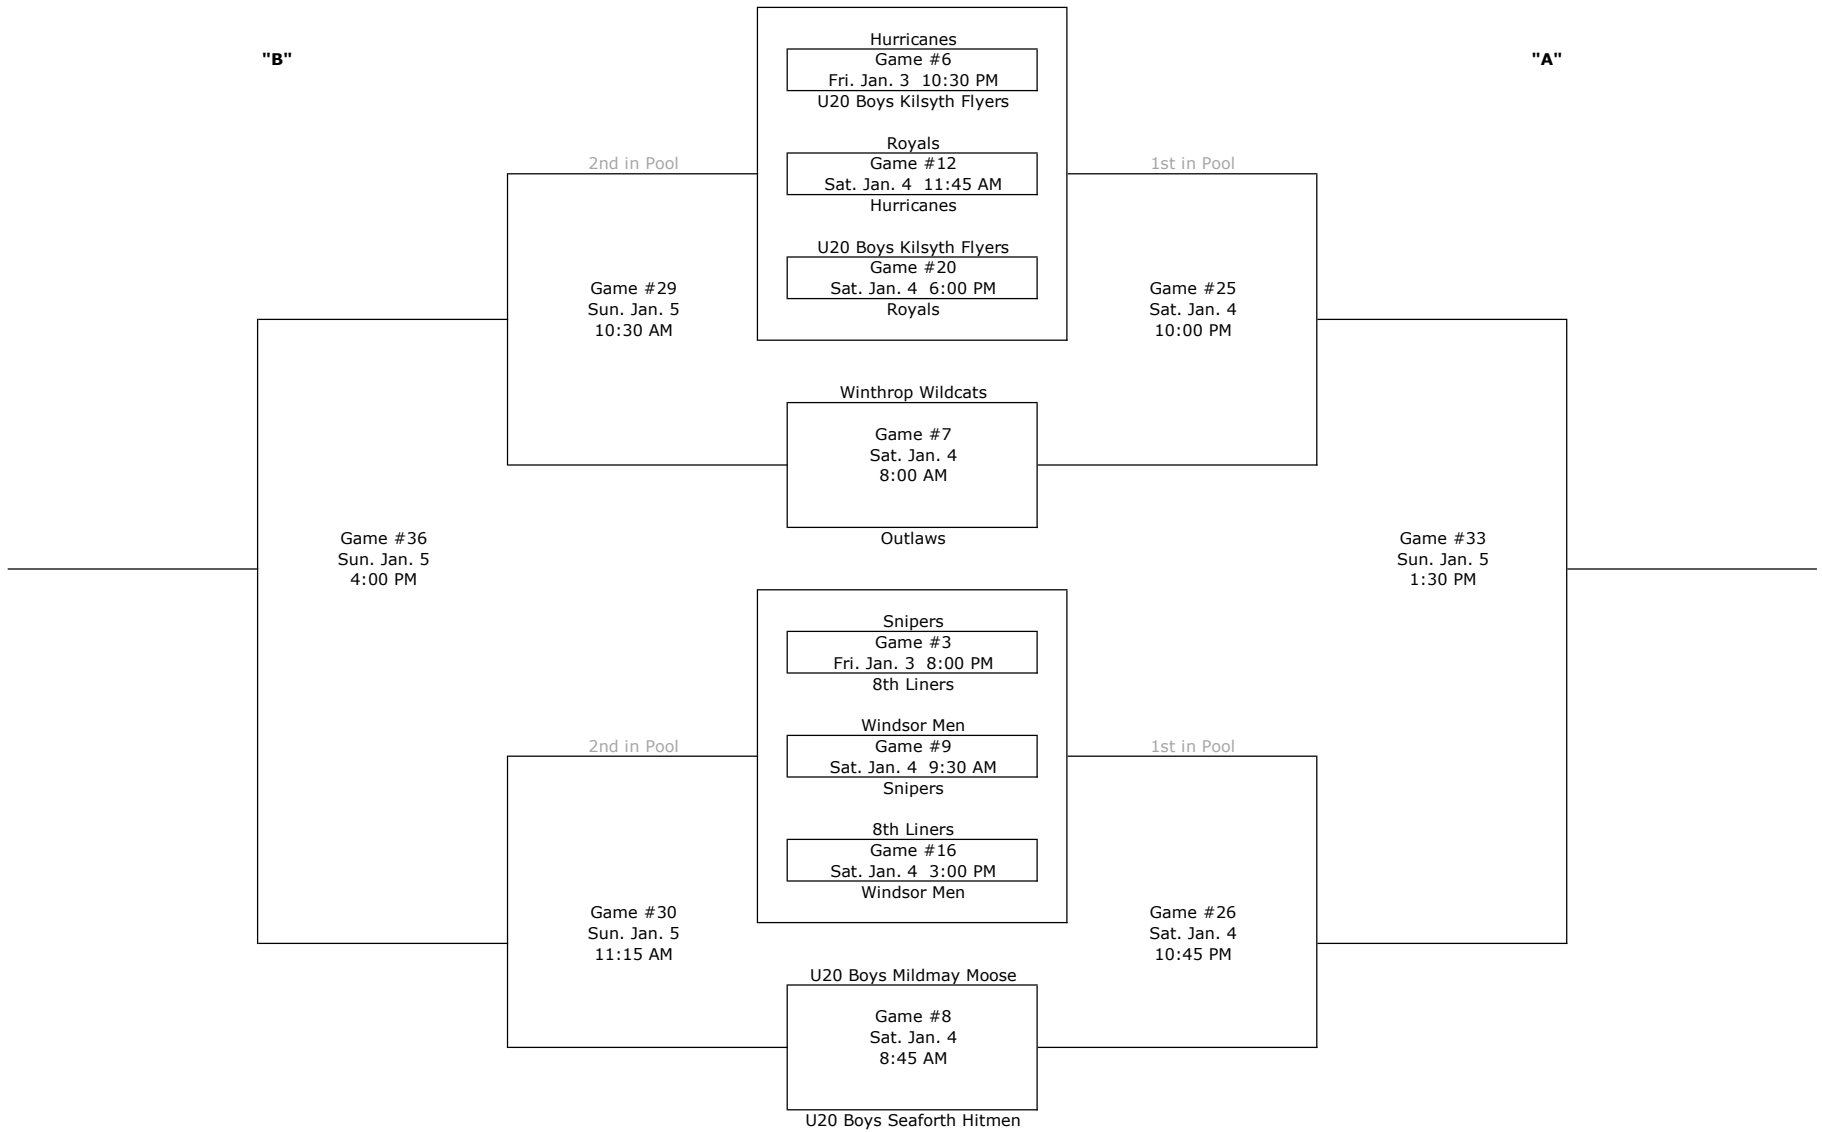 "B"
"A"
Hurricanes
Game #6
Fri. Jan. 3  10:30 PM
U20 Boys Kilsyth Flyers
Royals
Game #12
Sat. Jan. 4  11:45 AM
Hurricanes
U20 Boys Kilsyth Flyers
Game #20
Sat. Jan. 4  6:00 PM
Royals
2nd in Pool
1st in Pool
Game #29
Sun. Jan. 5
10:30 AM
Game #25
Sat. Jan. 4
10:00 PM
Winthrop Wildcats
Game #7
Sat. Jan. 4
8:00 AM
Outlaws
Game #36
Sun. Jan. 5
4:00 PM
Game #33
Sun. Jan. 5
1:30 PM
Snipers
Game #3
Fri. Jan. 3  8:00 PM
8th Liners
Windsor Men
Game #9
Sat. Jan. 4  9:30 AM
Snipers
8th Liners
Game #16
Sat. Jan. 4  3:00 PM
Windsor Men
2nd in Pool
1st in Pool
Game #30
Sun. Jan. 5
11:15 AM
Game #26
Sat. Jan. 4
10:45 PM
U20 Boys Mildmay Moose
Game #8
Sat. Jan. 4
8:45 AM
U20 Boys Seaforth Hitmen